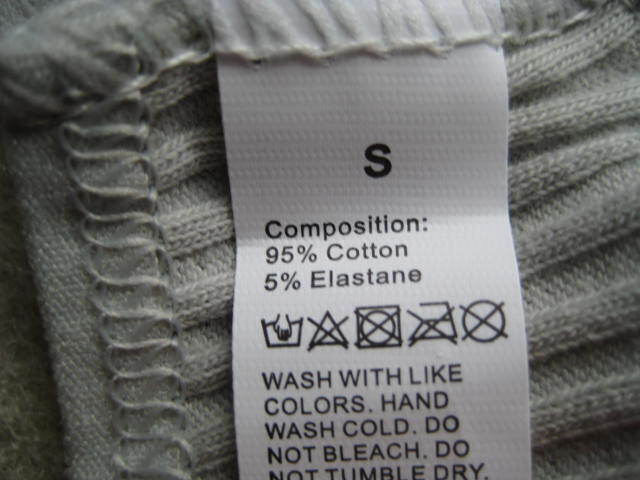 S
Composition:
95% Cotton
5% Elastane
WASH WITH LIKE
COLORS. HAND
WASH COLD. DO
NOT BLEACH. DO
NOT TUMBLE DRY.